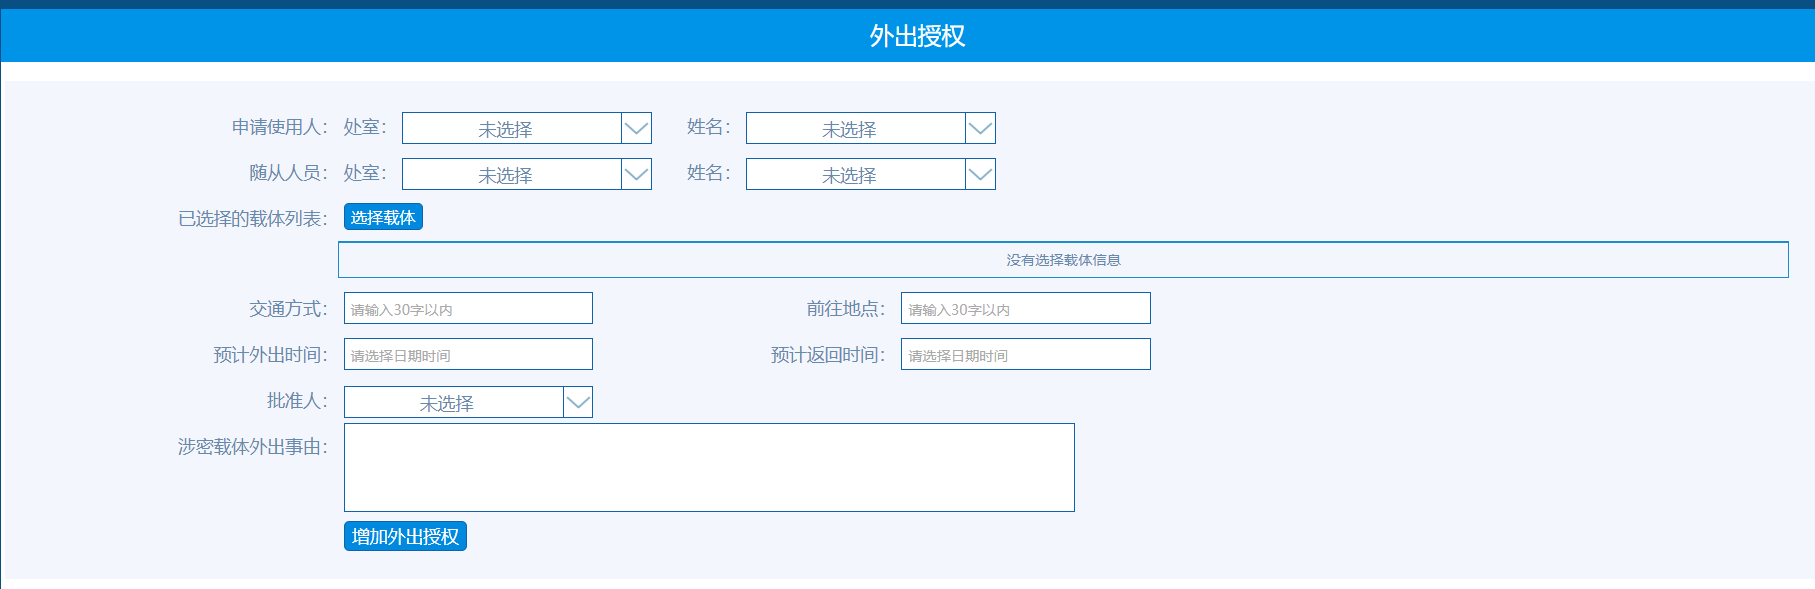 外出授权
申请使用人： 处室： 未选择 姓名： 未选择
随从人员： 处室： 未选择 姓名： 未选择
已选择的载体列表： 选择载体
没有选择载体信息
交通方式： 请输入30字以内 前往地点： 请输入30字以内
预计外出时间： 请选择日期时间 预计返回时间： 请选择日期时间
批准人： 未选择
涉密载体外出事由：
增加外出授权